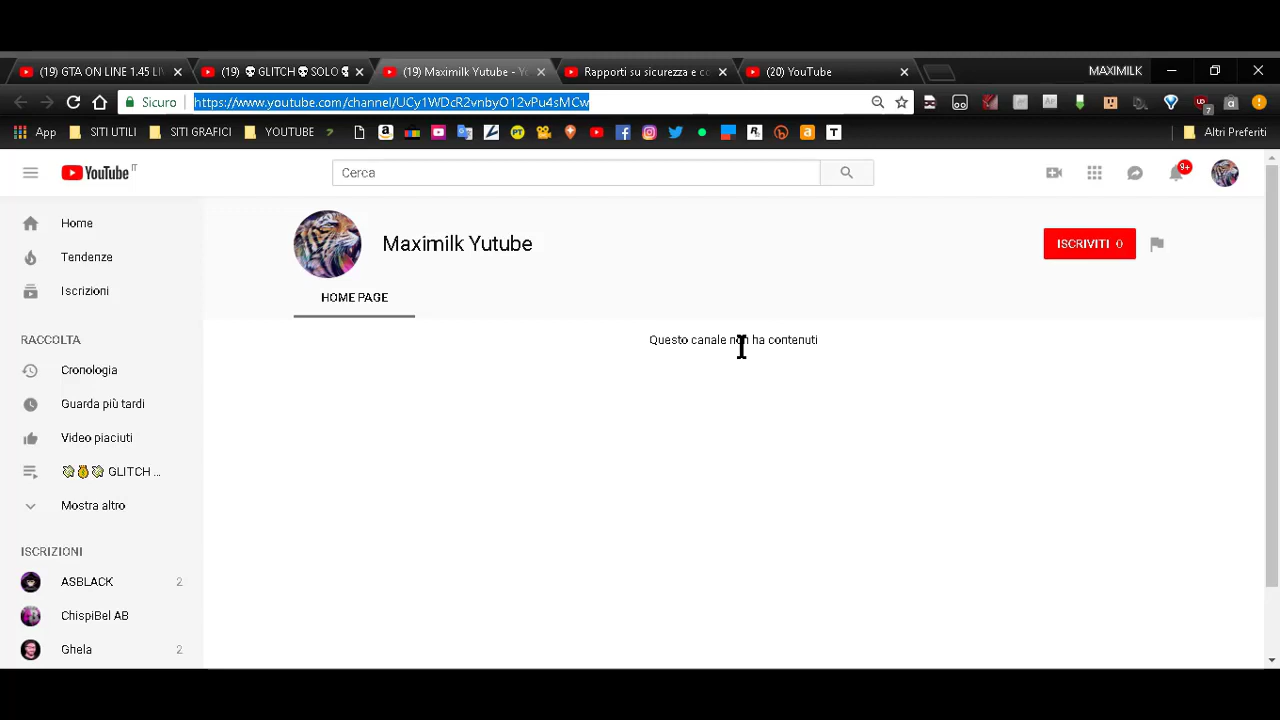 (19) GTA ON LINE 1.45 LI
(19) 💀GLITCH💀SOLO
(19) Maximilk Yutube - Y
Rapporti su sicurezza e c
(20) YouTube
MAXIMILK
Sicuro
https://www.youtube.com/channel/UCy1WDcR2vnbyO12vPu4sMCw
App
SITI UTILI
SITI GRAFICI
YOUTUBE
Altri Preferiti
YouTube IT
Cerca
9+
Home
Tendenze
Iscrizioni
RACCOLTA
Cronologia
Guarda più tardi
Video piaciuti
💸💰💸 GLITCH ...
Mostra altro
ISCRIZIONI
ASBLACK 2
ChispiBel AB
Ghela 2
Maximilk Yutube
ISCRIVITI 0
HOME PAGE
Questo canale non ha contenuti